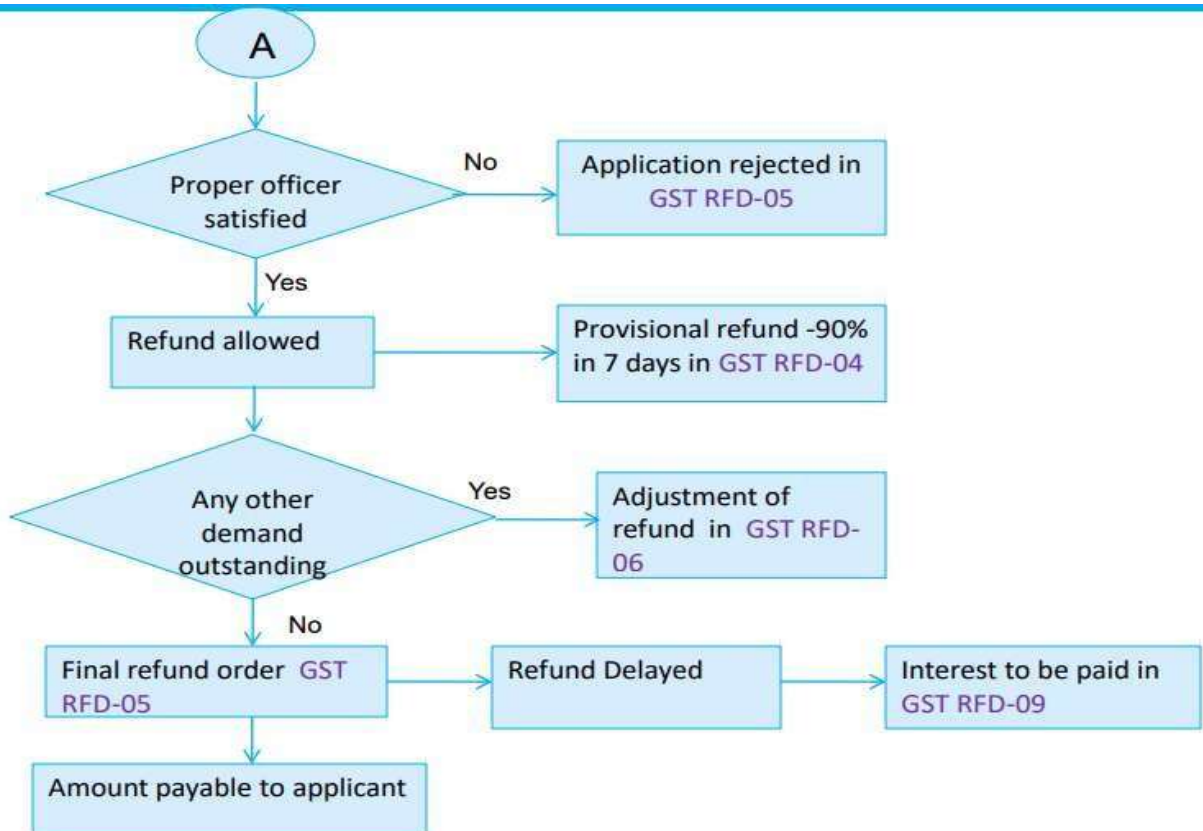 A
Proper officer
satisfied
No
Application rejected in
GST RFD-05
Yes
Refund allowed
Provisional refund -90%
in 7 days in GST RFD-04
Any other
demand
outstanding
Yes
Adjustment of
refund in GST RFD-
06
No
Final refund order GST
RFD-05
Refund Delayed
Interest to be paid in
GST RFD-09
Amount payable to applicant